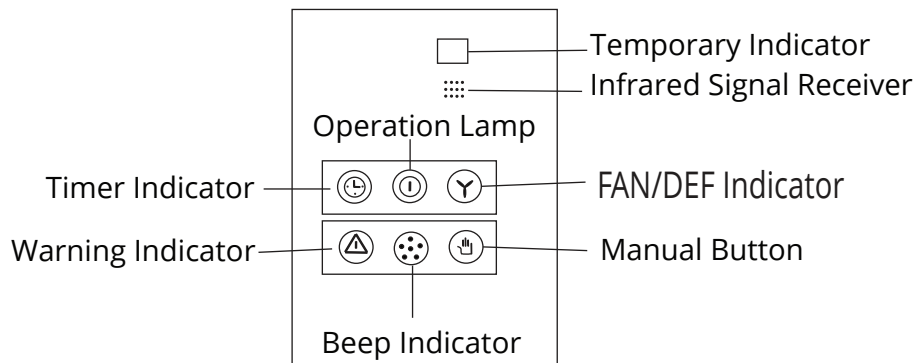 Temporary Indicator
Infrared Signal Receiver
Operation Lamp
Timer Indicator
FAN/DEF Indicator
Warning Indicator
Manual Button
Beep Indicator